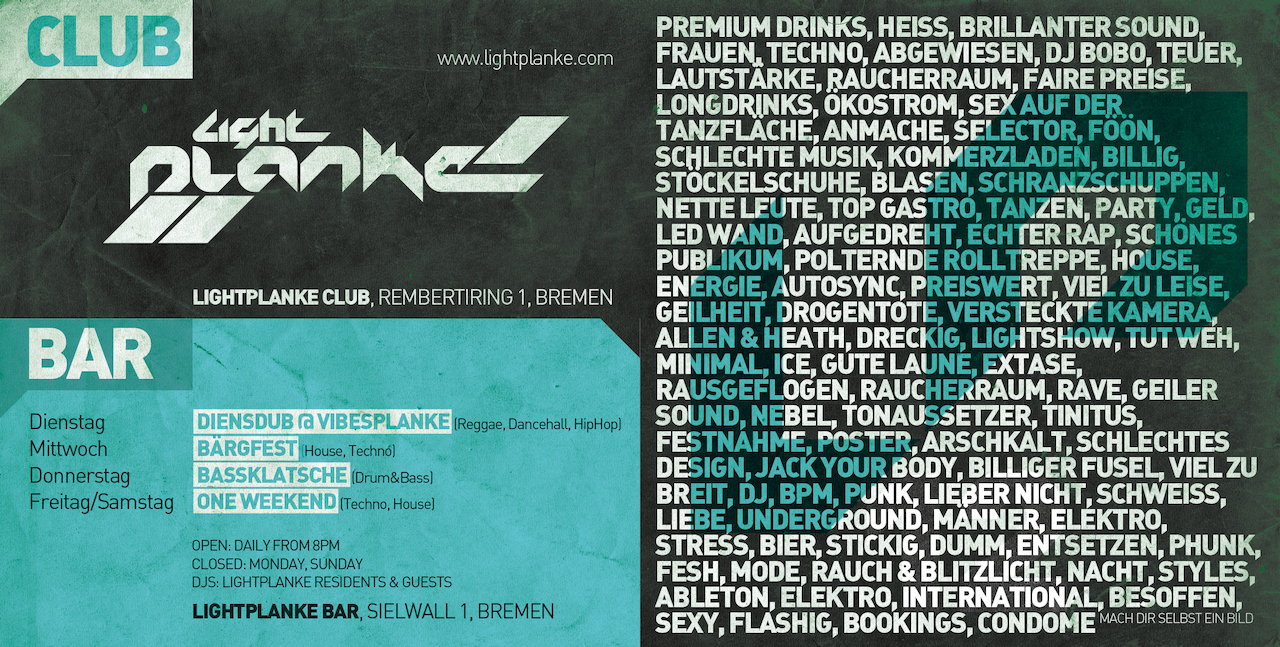 CLUB
www.lightplanke.com
Light
planke
LIGHTPLANKE CLUB, REMBERTIRING 1, BREMEN
BAR
Dienstag DIENSDUB @ VIBESPLANKE (Reggae, Dancehall, HipHop)
Mittwoch BÄRGFEST (House, Techno)
Donnerstag BASSKLATSCHE (Drum&Bass)
Freitag/Samstag ONE WEEKEND (Techno, House)
OPEN: DAILY FROM 8PM
CLOSED: MONDAY, SUNDAY
DJS: LIGHTPLANKE RESIDENTS & GUESTS
LIGHTPLANKE BAR, SIELWALL 1, BREMEN
PREMIUM DRINKS, HEISS, BRILLANTER SOUND,
FRAUEN, TECHNO, ABGEWIESEN, DJ BOBO, TEUER,
LAUTSTÄRKE, RAUCHERRAUM, FAIRE PREISE,
LONGDRINKS, ÖKOSTROM, SEX AUF DER
TANZFLÄCHE, ANMACHE, SELECTOR, FÖÖN,
SCHLECHTE MUSIK, KOMMERZLADEN, BILLIG,
STÖCKELSCHUHE, BLASEN, SCHRANZSCHUPPEN,
NETTE LEUTE, TOP GASTRO, TANZEN, PARTY, GELD,
LED WAND, AUFGEDREHT, ECHTER RAP, SCHÖNES
PUBLIKUM, POLTERNDE ROLLTREPPE, HOUSE,
ENERGIE, AUTOSYNC, PREISWERT, VIEL ZU LEISE,
GEILHEIT, DROGENTOTE, VERSTECKTE KAMERA,
ALLEN & HEATH, DRECKIG, LIGHTSHOW, TUT WEH,
MINIMAL, ICE, GUTE LAUNE, EXTASE,
RAUSGEFLOGEN, RAUCHERRAUM, RAVE, GEILER
SOUND, NEBEL, TONAUSSETZER, TINITUS,
FESTNAHME, POSTER, ARSCHKALT, SCHLECHTES
DESIGN, JACK YOUR BODY, BILLIGER FUSEL, VIEL ZU
BREIT, DJ, BPM, PUNK, LIEBER NICHT, SCHWEISS,
LIEBE, UNDERGROUND, MÄNNER, ELEKTRO,
STRESS, BIER, STICKIG, DUMM, ENTSETZEN, PHUNK,
FESH, MODE, RAUCH & BLITZLICHT, NACHT, STYLES,
ABLETON, ELEKTRO, INTERNATIONAL, BESOFFEN,
SEXY, FLASHIG, BOOKINGS, CONDOME MACH DIR SELBST EIN BILD